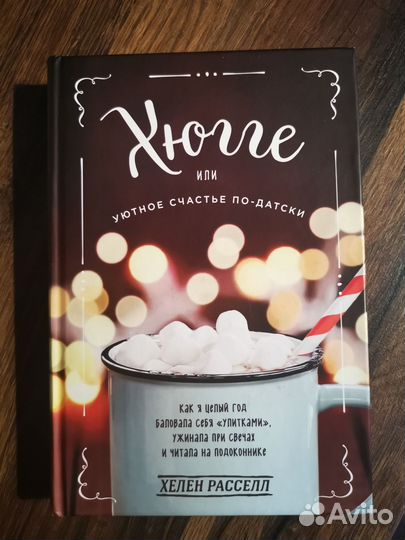 Хюгге
или
уютное счастье по-датски
Как я целый год
баловала себя «улитками»,
ужинала при свечах
и читала на подоконнике
Хелен Расселл
Avito